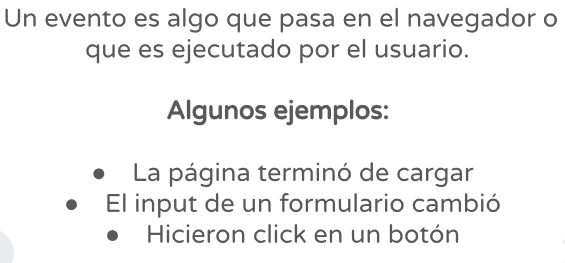 Un evento es algo que pasa en el navegador o
que es ejecutado por el usuario.
Algunos ejemplos:
● La página terminó de cargar
● El input de un formulario cambió
● Hicieron click en un botón